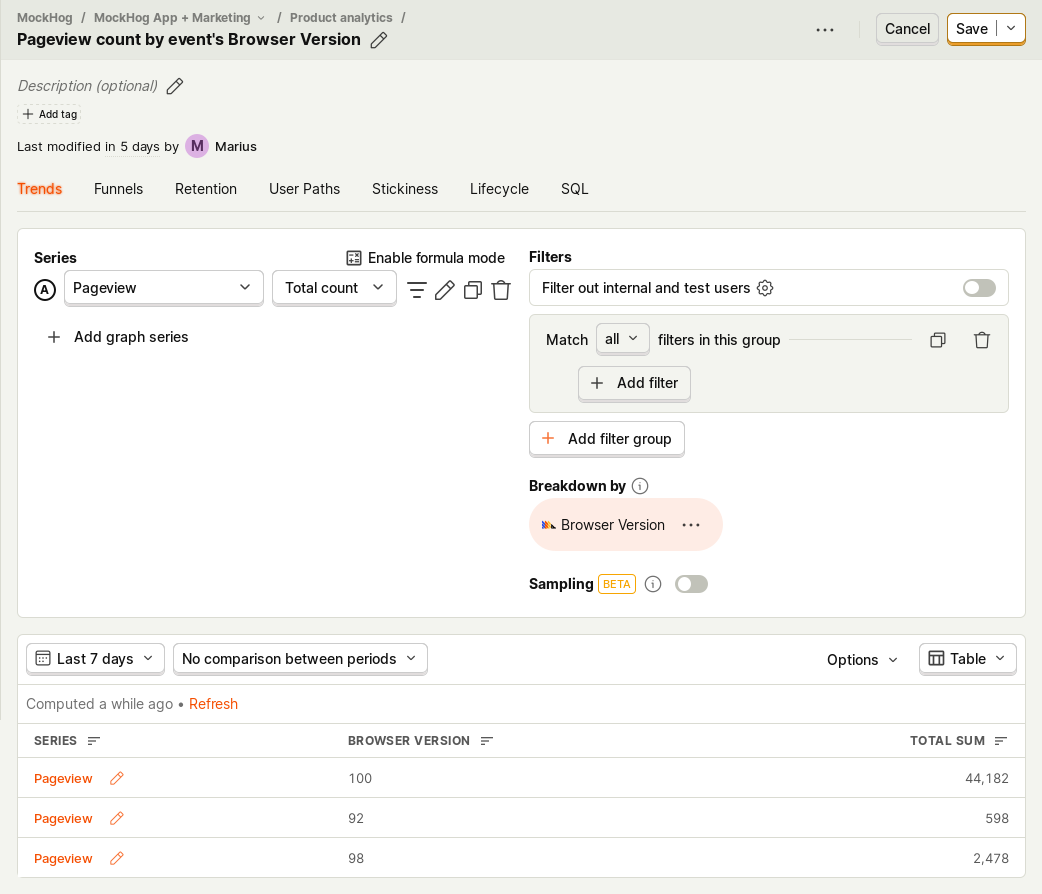 MockHog / MockHog App + Marketing / Product analytics /
Pageview count by event's Browser Version
Cancel
Save
Description (optional)
Add tag
Last modified in 5 days by M Marius
Trends Funnels Retention User Paths Stickiness Lifecycle SQL
Series
Enable formula mode
A Pageview Total count
Add graph series
Filters
Filter out internal and test users
Match all filters in this group
Add filter
Add filter group
Breakdown by
Browser Version
Sampling BETA
Last 7 days No comparison between periods Options Table
Computed a while ago • Refresh
SERIES BROWSER VERSION TOTAL SUM
Pageview 100 44,182
Pageview 92 598
Pageview 98 2,478